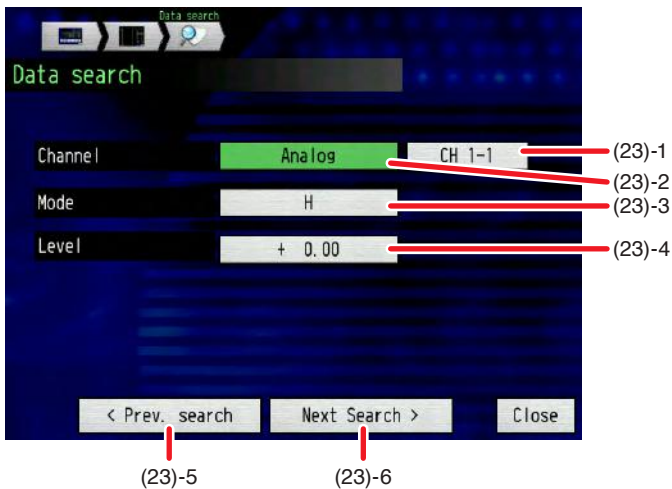 Data search
Data search
Channel Analog CH 1-1 (23)-1
(23)-2
Mode H (23)-3
Level + 0.00 (23)-4
< Prev. search Next Search > Close
(23)-5 (23)-6